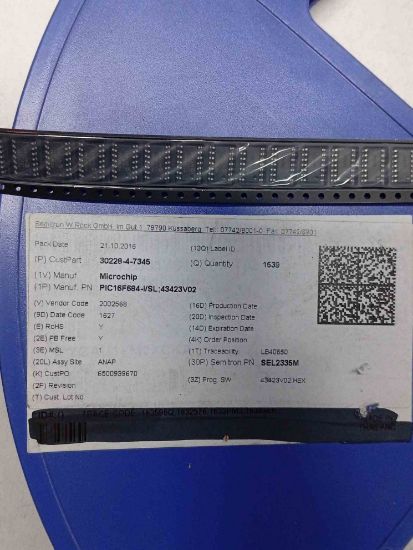 Semitron W.Röck GmbH, Im Gut 1, 79790 Küssaberg, Tel.: 07742/8001-0 Fax: 07742/6901
Pack Date 21.10.2016 (13Q) Label ID
(P) CustPart 30228-4-7345 (Q) Quantity 1539
(1V) Manuf Microchip
(1P) Manuf. PN PIC16F684-I/SL;43423V02
(V) Vendor Code 2002568 (16D) Production Date
(9D) Date Code 1627 (20D) Inspection Date
(E) RoHS Y (14D) Expiration Date
(2E) PB Free Y (4K) Order Position
(3E) MSL 1 (1T) Traceability LB40650
(20L) Assy Site ANAP (30P) Semitron PN SEL2335M
(K) CustPO 6500939670 (3Z) Prog. SW 43423V02.HEX
(2P) Revision
(T) Cust. Lot No
TRACE CODE